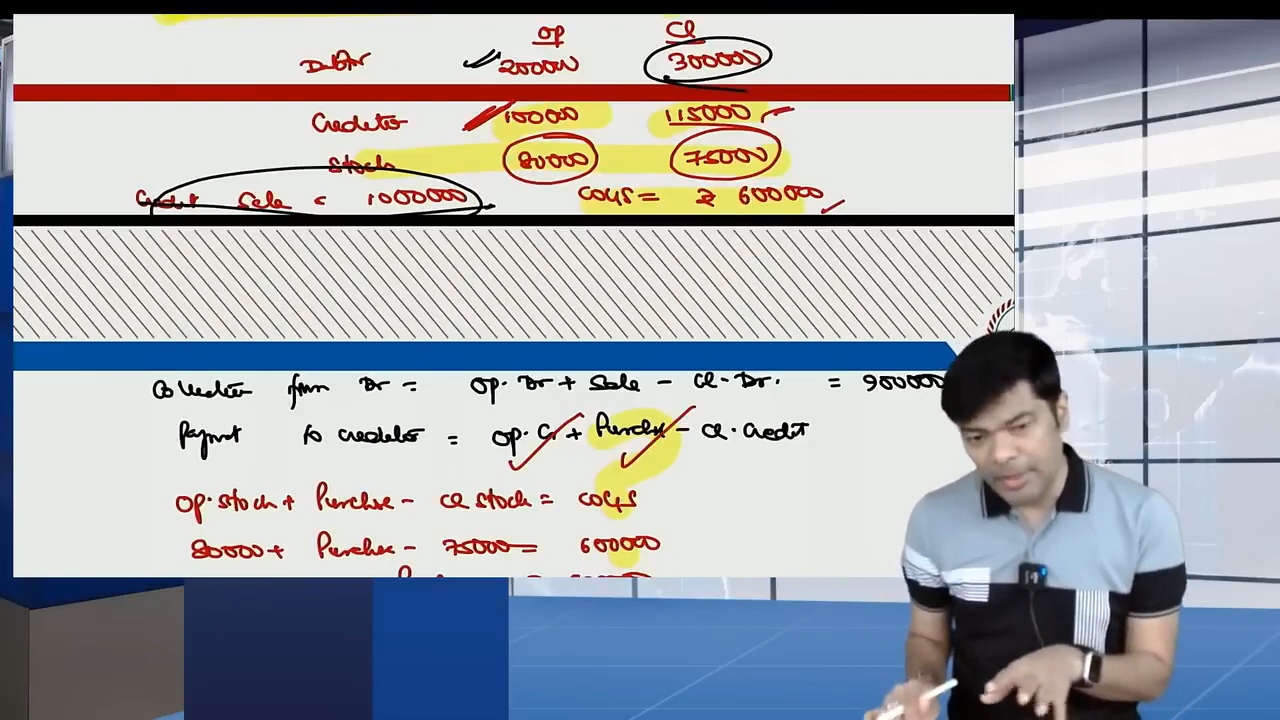 OP Cl
Debtor 200000 300000
Creditor 100000 115000
Stock 80000 75000
Credit Sale = 1000000 COGS = 600000
Collection from Dr = Op. Dr + Sale - Cl. Dr. = 900000
Payment to creditor = Op. Cr + Purchase - Cl. Credit
?
Op. stock + Purchase - Cl stock = COGS
80000 + Purchase - 75000 = 600000